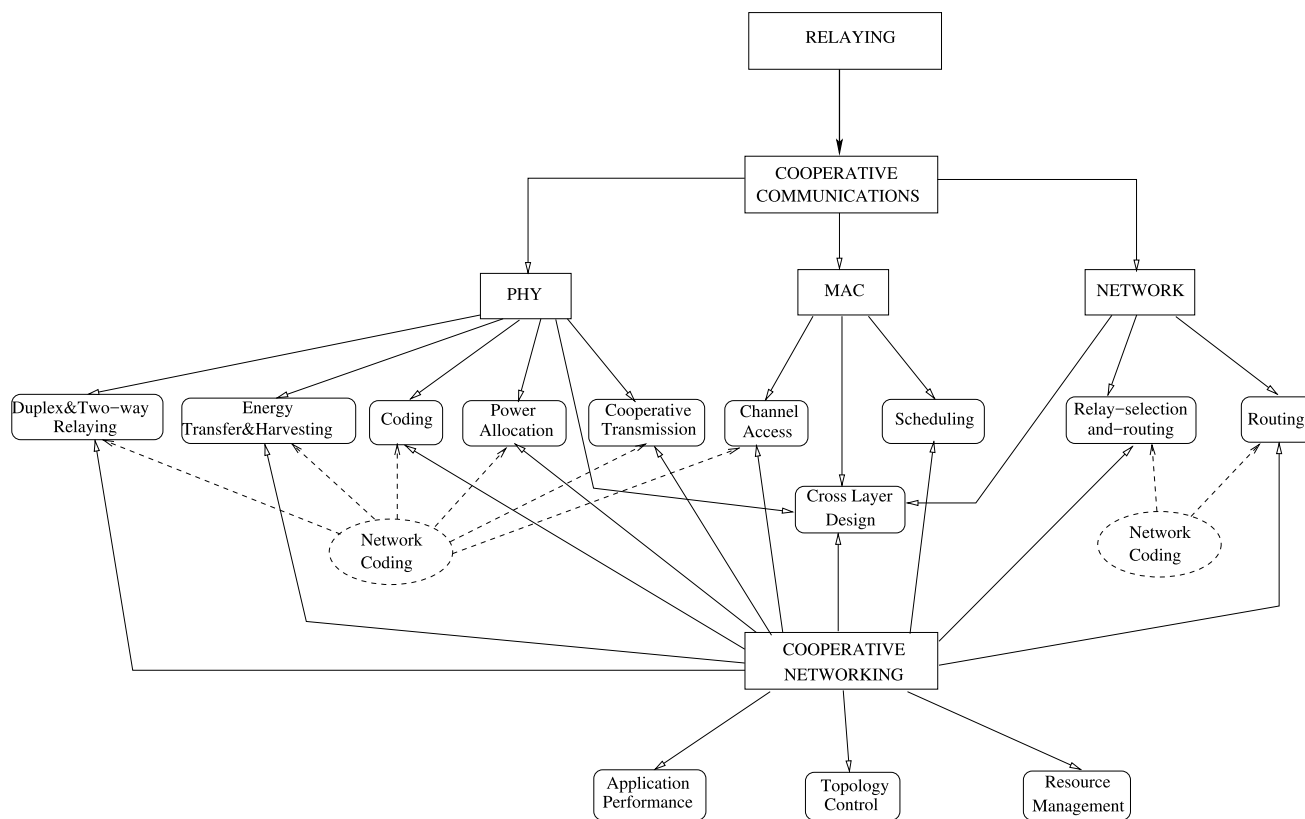 RELAYING
COOPERATIVE
COMMUNICATIONS
PHY
MAC
NETWORK
Duplex&Two−way
Relaying
Energy
Transfer&Harvesting
Coding
Power
Allocation
Cooperative
Transmission
Channel
Access
Scheduling
Relay−selection
and−routing
Routing
Cross Layer
Design
Network
Coding
Network
Coding
COOPERATIVE
NETWORKING
Application
Performance
Topology
Control
Resource
Management